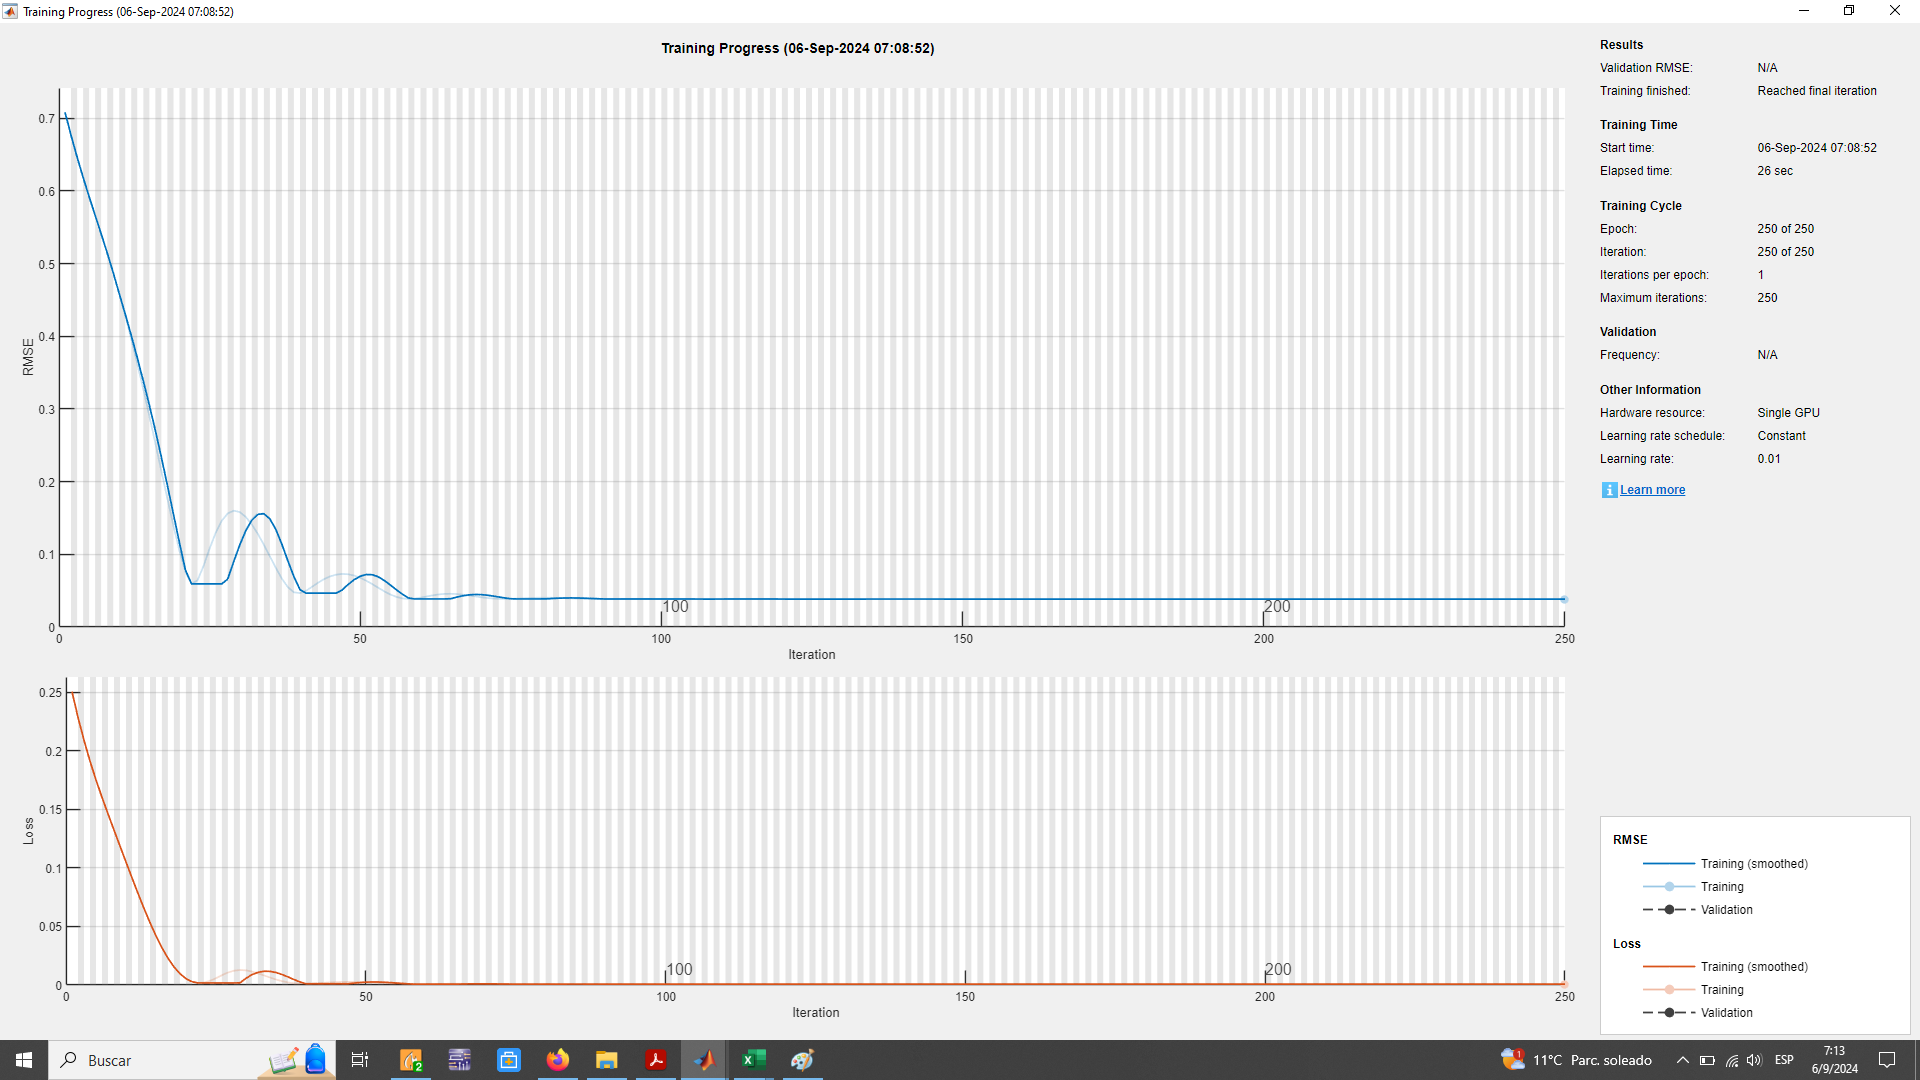 Training Progress (06-Sep-2024 07:08:52)
Training Progress (06-Sep-2024 07:08:52)
0.7
0.6
0.5
0.4
0.3
0.2
0.1
0
RMSE
100
200
0 50 100 150 200 250
Iteration
0.25
0.2
0.15
0.1
0.05
0
Loss
100
200
0 50 100 150 200 250
Iteration
Results
Validation RMSE: N/A
Training finished: Reached final iteration
Training Time
Start time: 06-Sep-2024 07:08:52
Elapsed time: 26 sec
Training Cycle
Epoch: 250 of 250
Iteration: 250 of 250
Iterations per epoch: 1
Maximum iterations: 250
Validation
Frequency: N/A
Other Information
Hardware resource: Single GPU
Learning rate schedule: Constant
Learning rate: 0.01
i Learn more
RMSE
Training (smoothed)
Training
Validation
Loss
Training (smoothed)
Training
Validation
Buscar
2
1
11°C Parc. soleado
ESP
7:13
6/9/2024